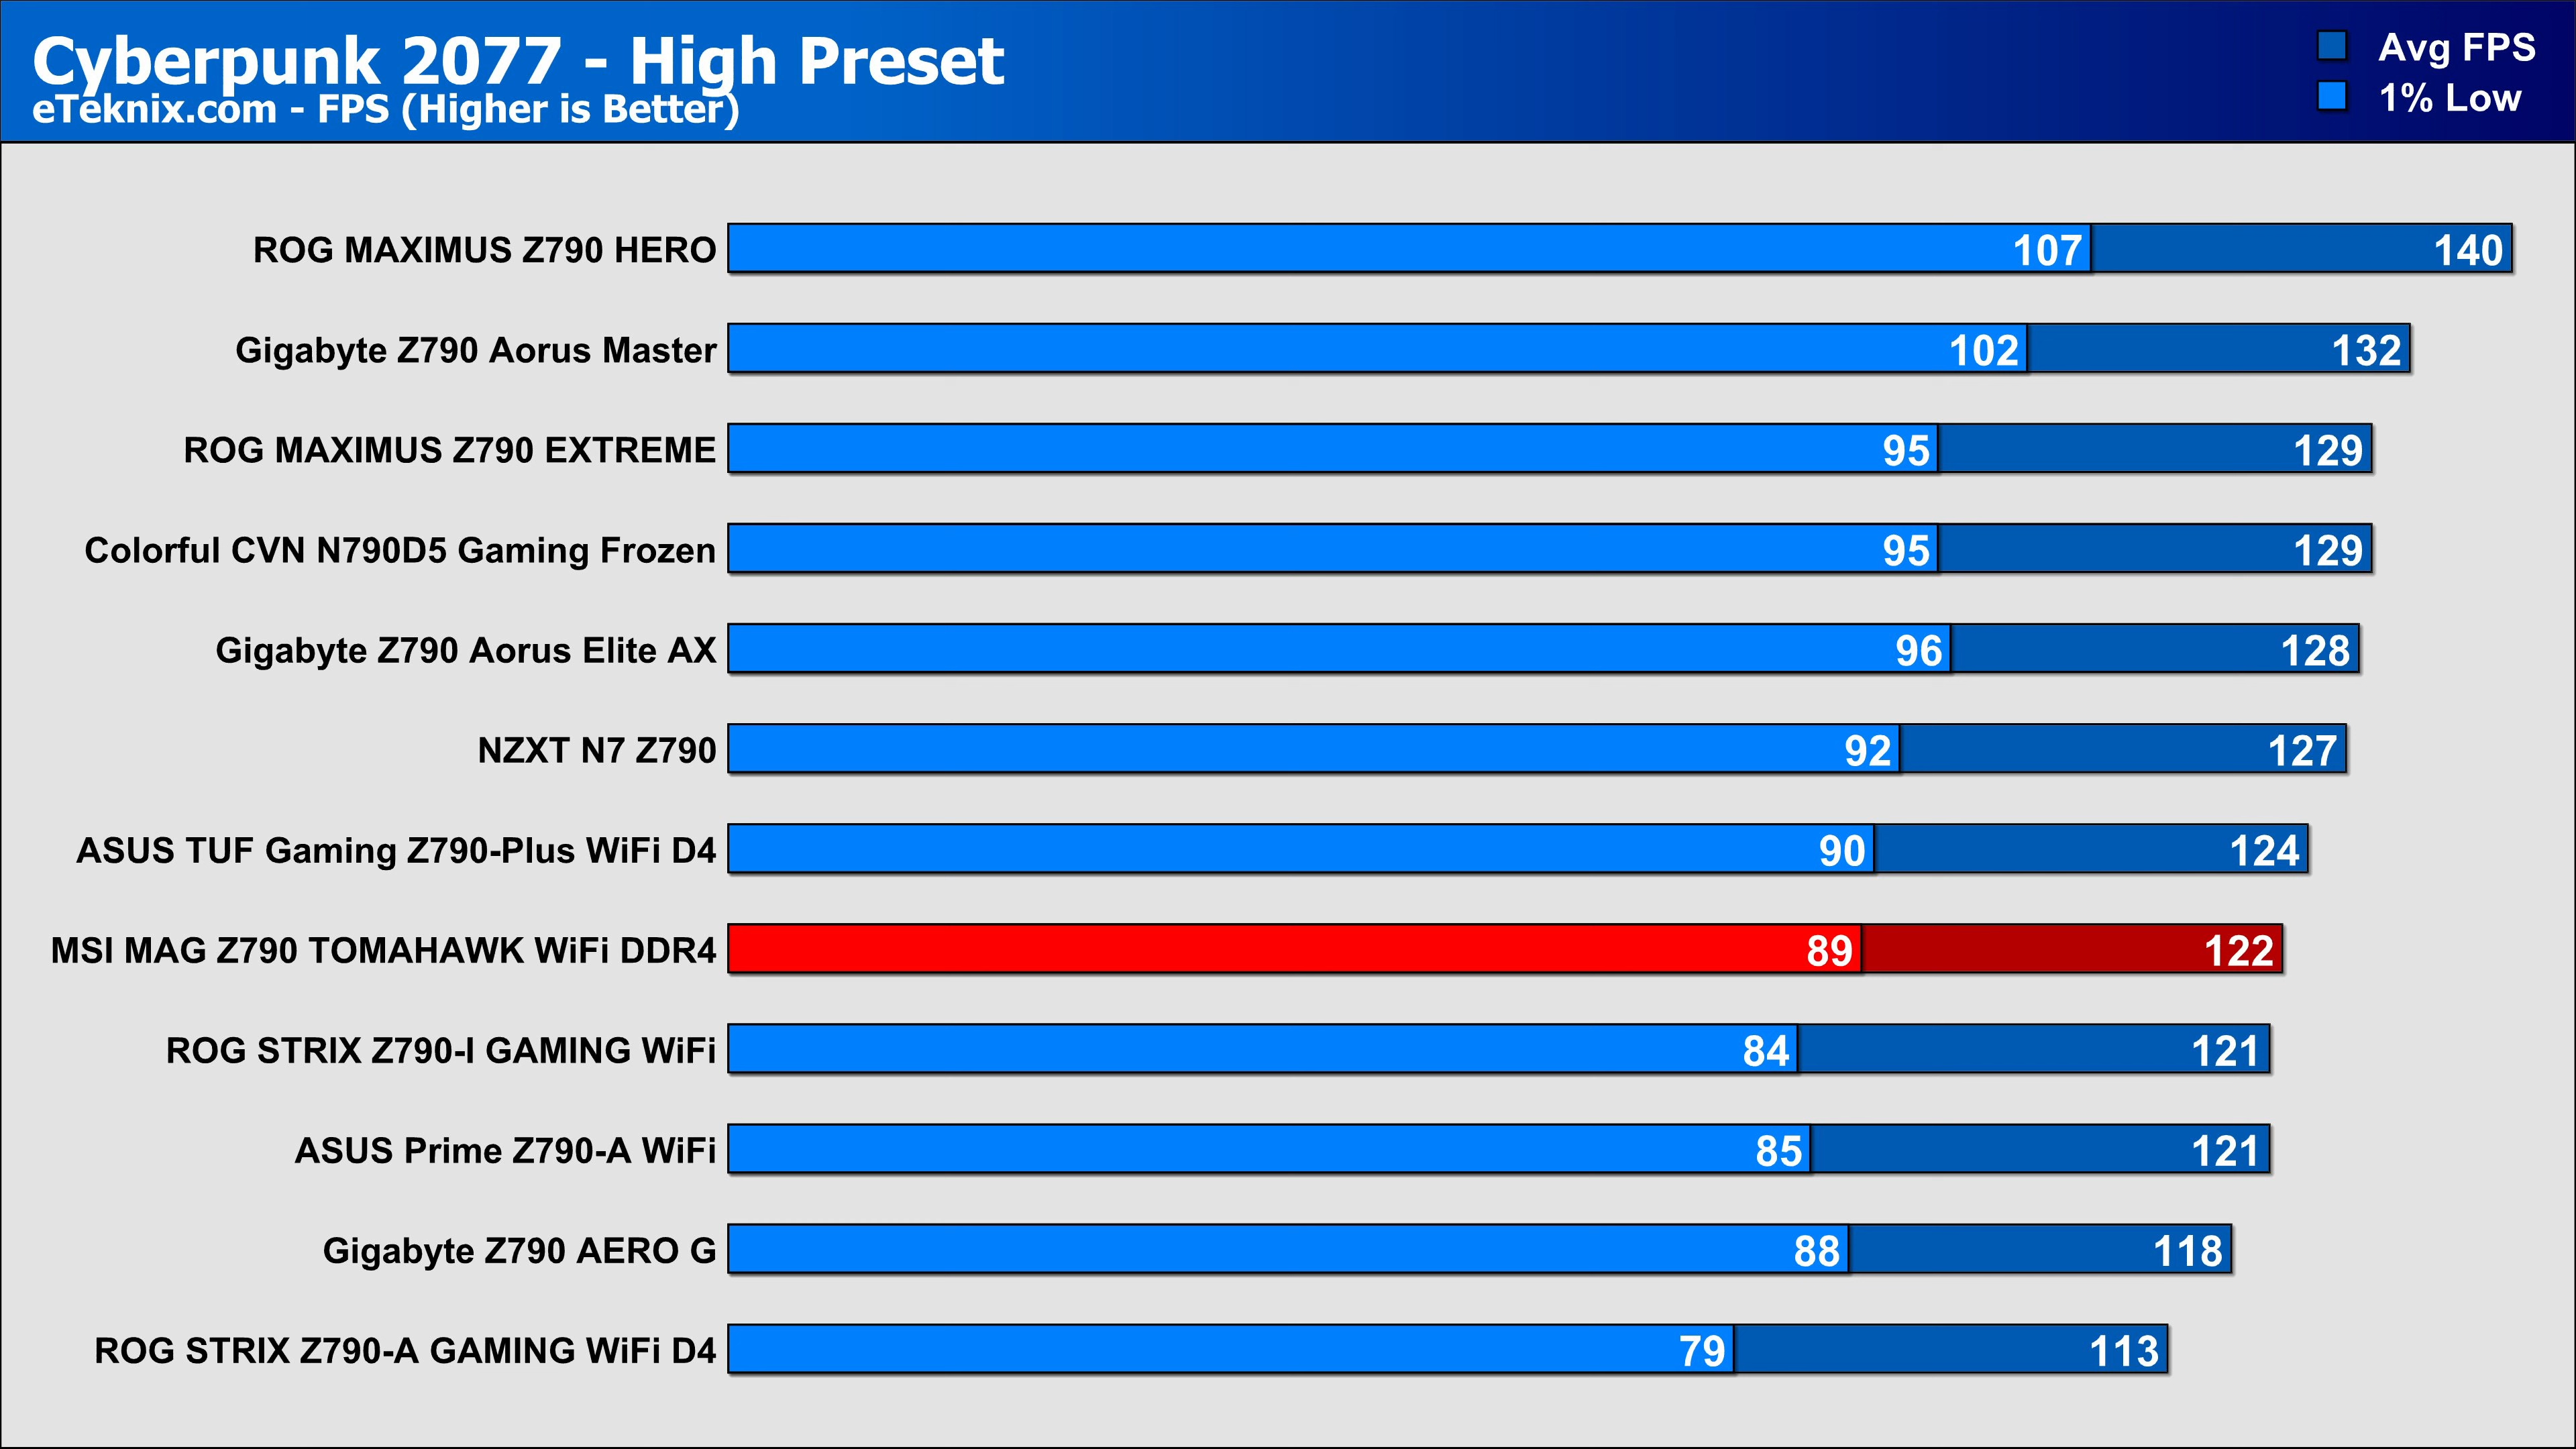 Cyberpunk 2077 - High Preset
eTeknix.com - FPS (Higher is Better)
Avg FPS
1% Low
ROG MAXIMUS Z790 HERO 107 140
Gigabyte Z790 Aorus Master 102 132
ROG MAXIMUS Z790 EXTREME 95 129
Colorful CVN N790D5 Gaming Frozen 95 129
Gigabyte Z790 Aorus Elite AX 96 128
NZXT N7 Z790 92 127
ASUS TUF Gaming Z790-Plus WiFi D4 90 124
MSI MAG Z790 TOMAHAWK WiFi DDR4 89 122
ROG STRIX Z790-I GAMING WiFi 84 121
ASUS Prime Z790-A WiFi 85 121
Gigabyte Z790 AERO G 88 118
ROG STRIX Z790-A GAMING WiFi D4 79 113